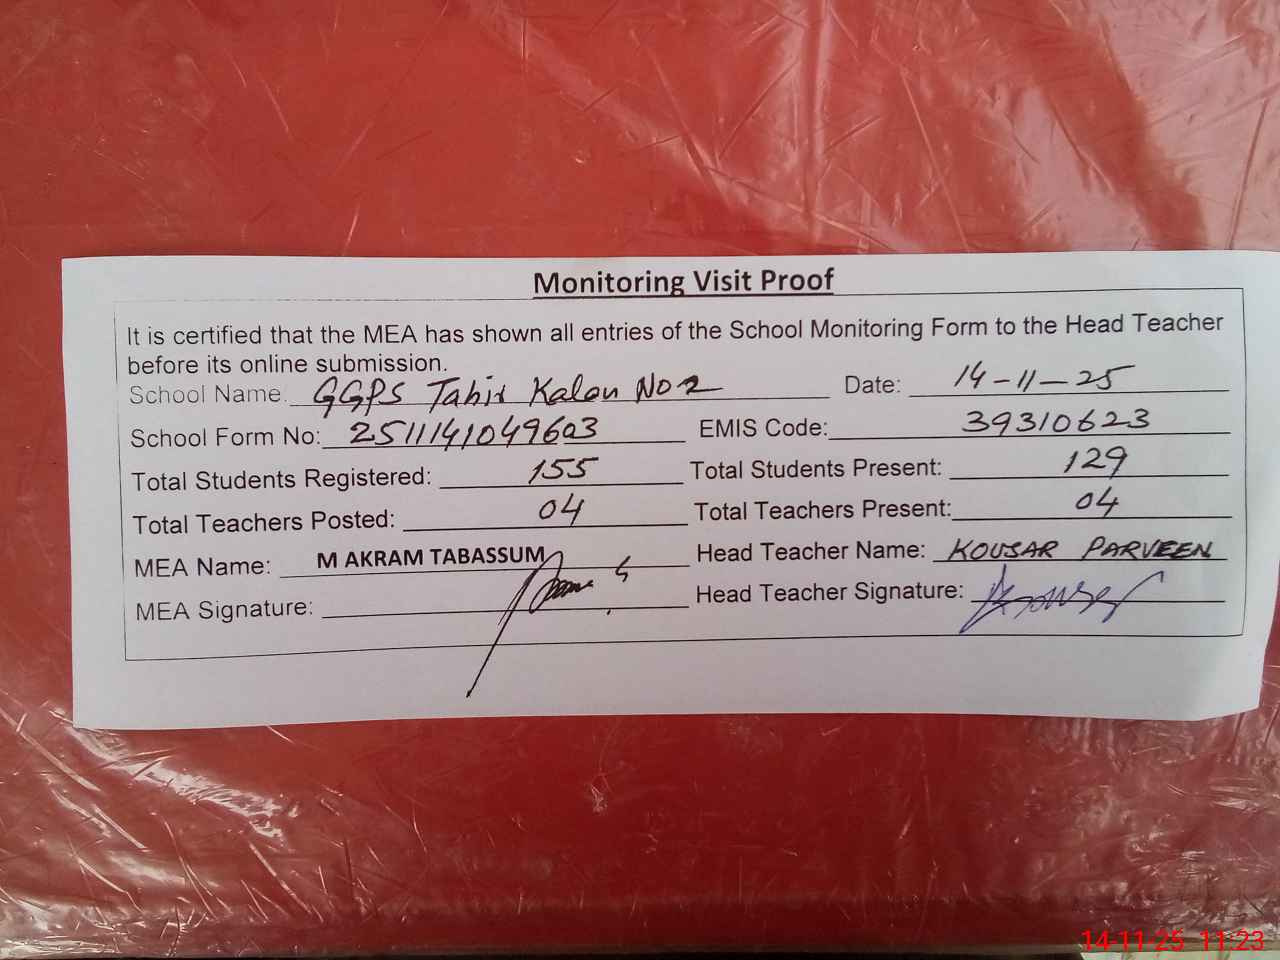 Monitoring Visit Proof
It is certified that the MEA has shown all entries of the School Monitoring Form to the Head Teacher
before its online submission.
School Name: GGPS Tahir Kalan No 2 Date: 14-11-25
School Form No: 2511141049603 EMIS Code: 39310623
Total Students Registered: 155 Total Students Present: 129
Total Teachers Posted: 04 Total Teachers Present: 04
MEA Name: M AKRAM TABASSUM Head Teacher Name: KOUSAR PARVEEN
MEA Signature: Head Teacher Signature: Kousar
14-11-25 11:23